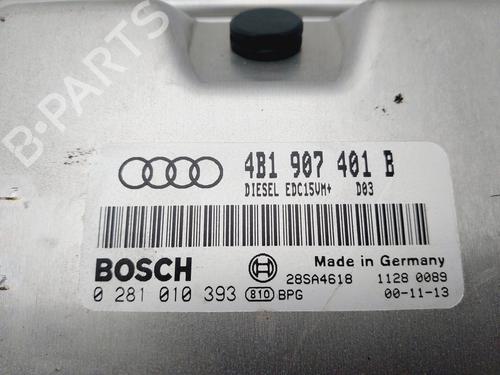 B-PARTS
4B1 907 401 B
DIESEL EDC15VM+ D03
BOSCH
Made in Germany
28SA4618 1128 0089
0 281 010 393 810 BPG 00-11-13